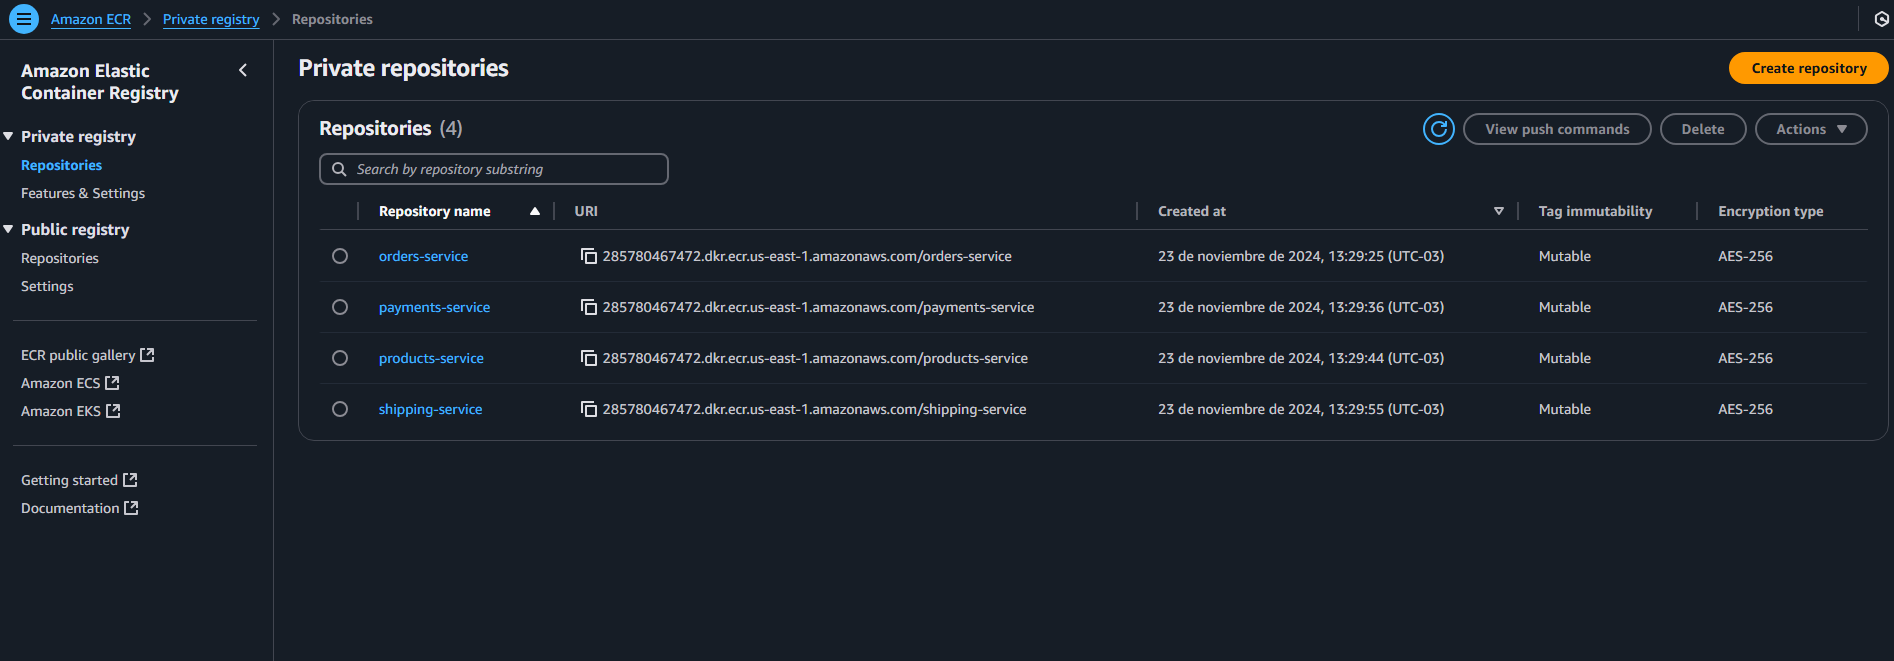 Amazon ECR > Private registry > Repositories
Amazon Elastic
Container Registry
Private registry
Repositories
Features & Settings
Public registry
Repositories
Settings
ECR public gallery
Amazon ECS
Amazon EKS
Getting started
Documentation
Private repositories
Create repository
Repositories (4)
View push commands Delete Actions
Search by repository substring
Repository name URI Created at Tag immutability Encryption type
orders-service 285780467472.dkr.ecr.us-east-1.amazonaws.com/orders-service 23 de noviembre de 2024, 13:29:25 (UTC-03) Mutable AES-256
payments-service 285780467472.dkr.ecr.us-east-1.amazonaws.com/payments-service 23 de noviembre de 2024, 13:29:36 (UTC-03) Mutable AES-256
products-service 285780467472.dkr.ecr.us-east-1.amazonaws.com/products-service 23 de noviembre de 2024, 13:29:44 (UTC-03) Mutable AES-256
shipping-service 285780467472.dkr.ecr.us-east-1.amazonaws.com/shipping-service 23 de noviembre de 2024, 13:29:55 (UTC-03) Mutable AES-256